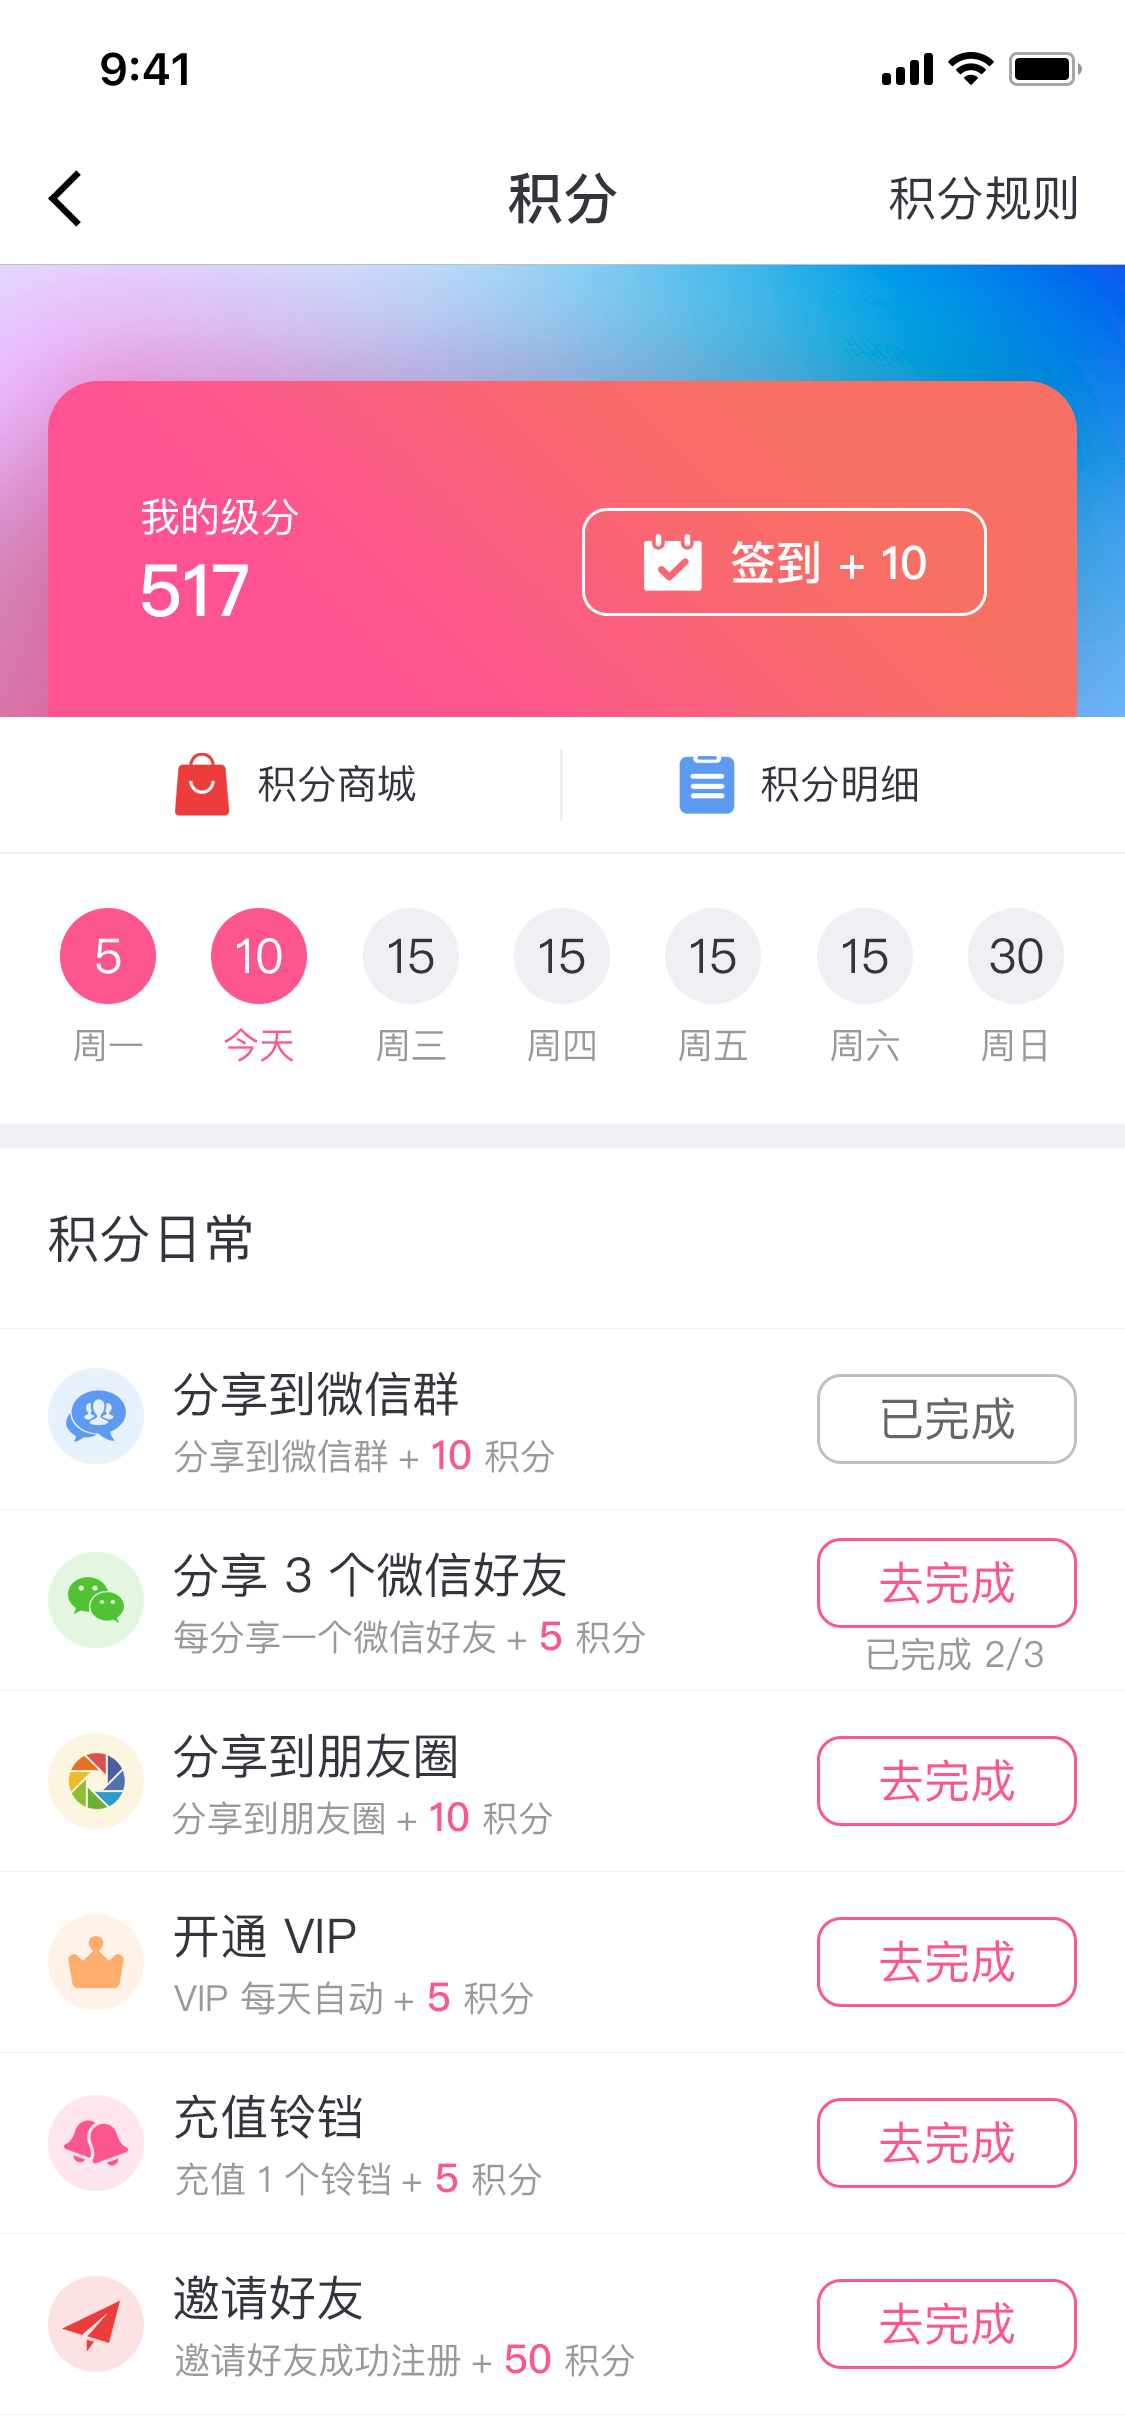 9:41
积分
积分规则
我的级分
517
签到 + 10
积分商城
积分明细
5
10
15
15
15
15
30
周一
今天
周三
周四
周五
周六
周日
积分日常
分享到微信群
分享到微信群 + 10 积分
已完成
分享 3 个微信好友
每分享一个微信好友 + 5 积分
去完成
已完成 2/3
分享到朋友圈
分享到朋友圈 + 10 积分
去完成
开通 VIP
VIP 每天自动 + 5 积分
去完成
充值铃铛
充值 1 个铃铛 + 5 积分
去完成
邀请好友
邀请好友成功注册 + 50 积分
去完成